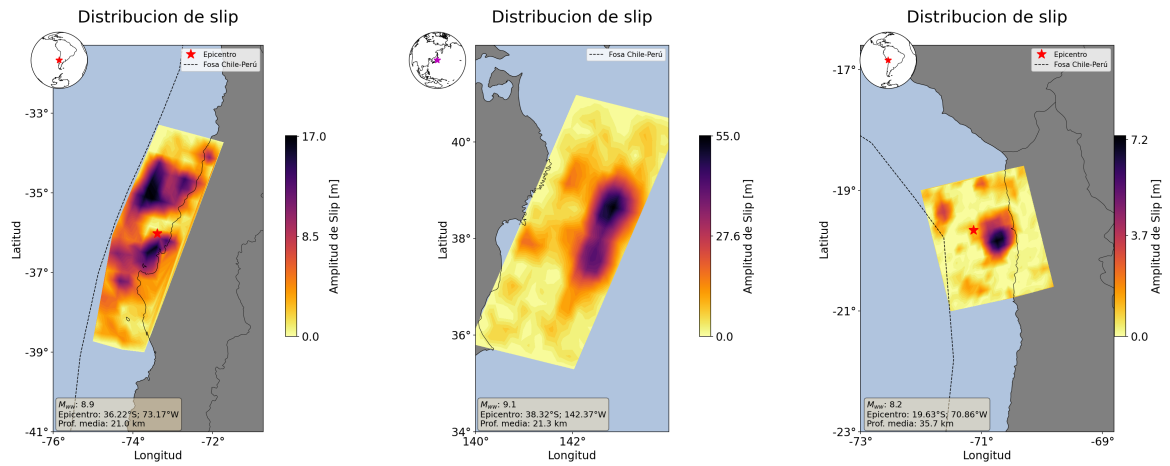 Distribucion de slip
Epicentro
Fosa Chile-Perú
-33°
-35°
-37°
-39°
-41°
Latitud
-76°
-74°
-72°
Longitud
17.0
8.5
0.0
Amplitud de Slip [m]
Mww: 8.9
Epicentro: 36.22°S; 73.17°W
Prof. media: 21.0 km
Distribucion de slip
Fosa Chile-Perú
40°
38°
36°
34°
Latitud
140°
142°
Longitud
55.0
27.6
0.0
Amplitud de Slip [m]
Mww: 9.1
Epicentro: 38.32°S; 142.37°W
Prof. media: 21.3 km
Distribucion de slip
Epicentro
Fosa Chile-Perú
-17°
-19°
-21°
-23°
Latitud
-73°
-71°
-69°
Longitud
7.2
3.7
0.0
Amplitud de Slip [m]
Mww: 8.2
Epicentro: 19.63°S; 70.86°W
Prof. media: 35.7 km